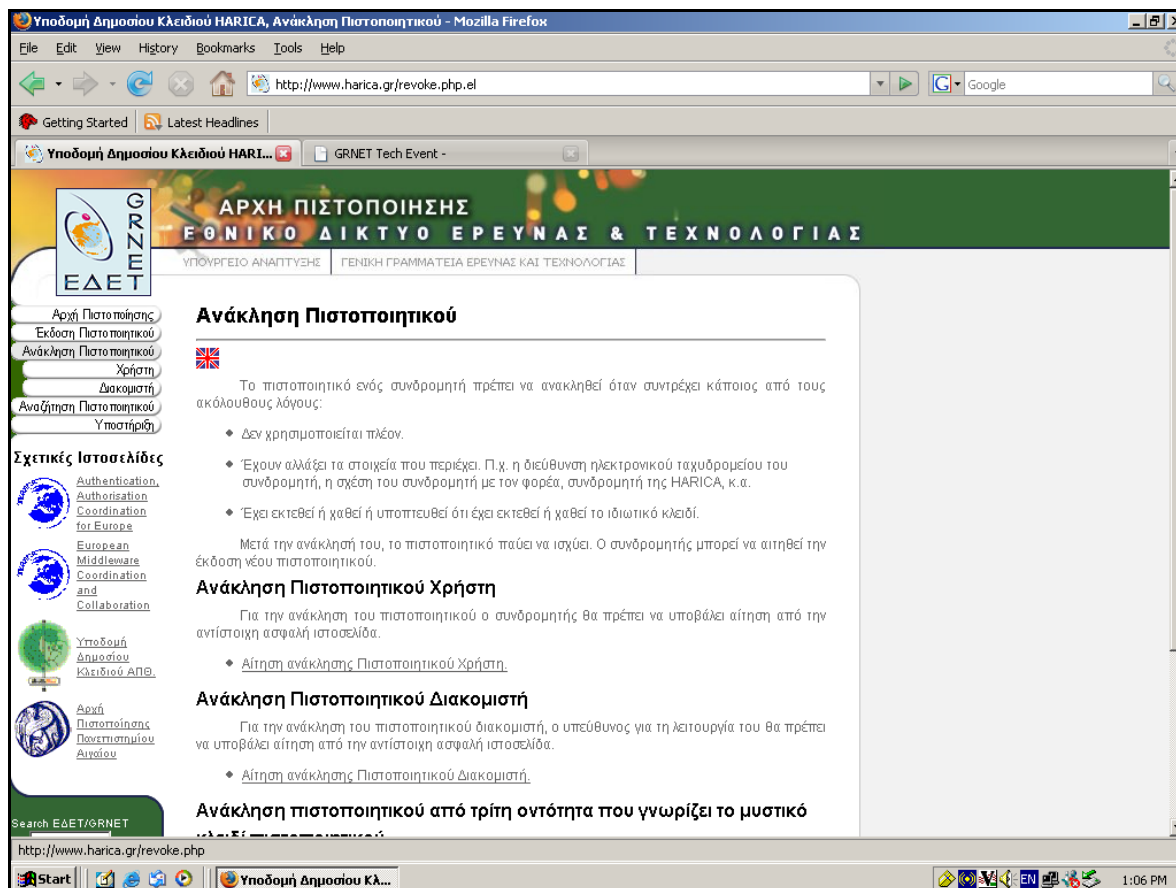 Υποδομή Δημοσίου Κλειδιού HARICA, Ανάκληση Πιστοποιητικού - Mozilla Firefox
File Edit View History Bookmarks Tools Help
http://www.harica.gr/revoke.php.el
G Google
Getting Started Latest Headlines
Υποδομή Δημοσίου Κλειδιού HARI... GRNET Tech Event -
GRNET
ΕΔΕΤ
ΑΡΧΗ ΠΙΣΤΟΠΟΙΗΣΗΣ
ΕΘΝΙΚΟ ΔΙΚΤΥΟ ΕΡΕΥΝΑΣ & ΤΕΧΝΟΛΟΓΙΑΣ
ΥΠΟΥΡΓΕΙΟ ΑΝΑΠΤΥΞΗΣ ΓΕΝΙΚΗ ΓΡΑΜΜΑΤΕΙΑ ΕΡΕΥΝΑΣ ΚΑΙ ΤΕΧΝΟΛΟΓΙΑΣ
Αρχή Πιστοποίησης
Έκδοση Πιστοποιητικού
Ανάκληση Πιστοποιητικού
Χρήστη
Διακομιστή
Αναζήτηση Πιστοποιητικού
Υποστήριξη
Σχετικές Ιστοσελίδες
Authentication,
Authorisation
Coordination
for Europe
European
Middleware
Coordination
and
Collaboration
Υποδομή
Δημοσίου
Κλειδιού ΑΠΘ.
Αρχή
Πιστοποίησης
Πανεπιστημίου
Αιγαίου
Search ΕΔΕΤ/GRNET
Ανάκληση Πιστοποιητικού
Το πιστοποιητικό ενός συνδρομητή πρέπει να ανακληθεί όταν συντρέχει κάποιος από τους
ακόλουθους λόγους:
Δεν χρησιμοποιείται πλέον.
Έχουν αλλάξει τα στοιχεία που περιέχει. Π.χ. η διεύθυνση ηλεκτρονικού ταχυδρομείου του
συνδρομητή, η σχέση του συνδρομητή με τον φορέα, συνδρομητή της HARICA, κ.α.
Έχει εκτεθεί ή χαθεί ή υποπτευθεί ότι έχει εκτεθεί ή χαθεί το ιδιωτικό κλειδί.
Μετά την ανάκλησή του, το πιστοποιητικό παύει να ισχύει. Ο συνδρομητής μπορεί να αιτηθεί την
έκδοση νέου πιστοποιητικού.
Ανάκληση Πιστοποιητικού Χρήστη
Για την ανάκληση του πιστοποιητικού ο συνδρομητής θα πρέπει να υποβάλει αίτηση από την
αντίστοιχη ασφαλή ιστοσελίδα.
Αίτηση ανάκλησης Πιστοποιητικού Χρήστη.
Ανάκληση Πιστοποιητικού Διακομιστή
Για την ανάκληση του πιστοποιητικού διακομιστή, ο υπεύθυνος για τη λειτουργία του θα πρέπει
να υποβάλει αίτηση από την αντίστοιχη ασφαλή ιστοσελίδα.
Αίτηση ανάκλησης Πιστοποιητικού Διακομιστή.
Ανάκληση πιστοποιητικού από τρίτη οντότητα που γνωρίζει το μυστικό
κλειδί πιστοποιητικού
http://www.harica.gr/revoke.php
Start Υποδομή Δημοσίου Κλ... EN 1:06 PM